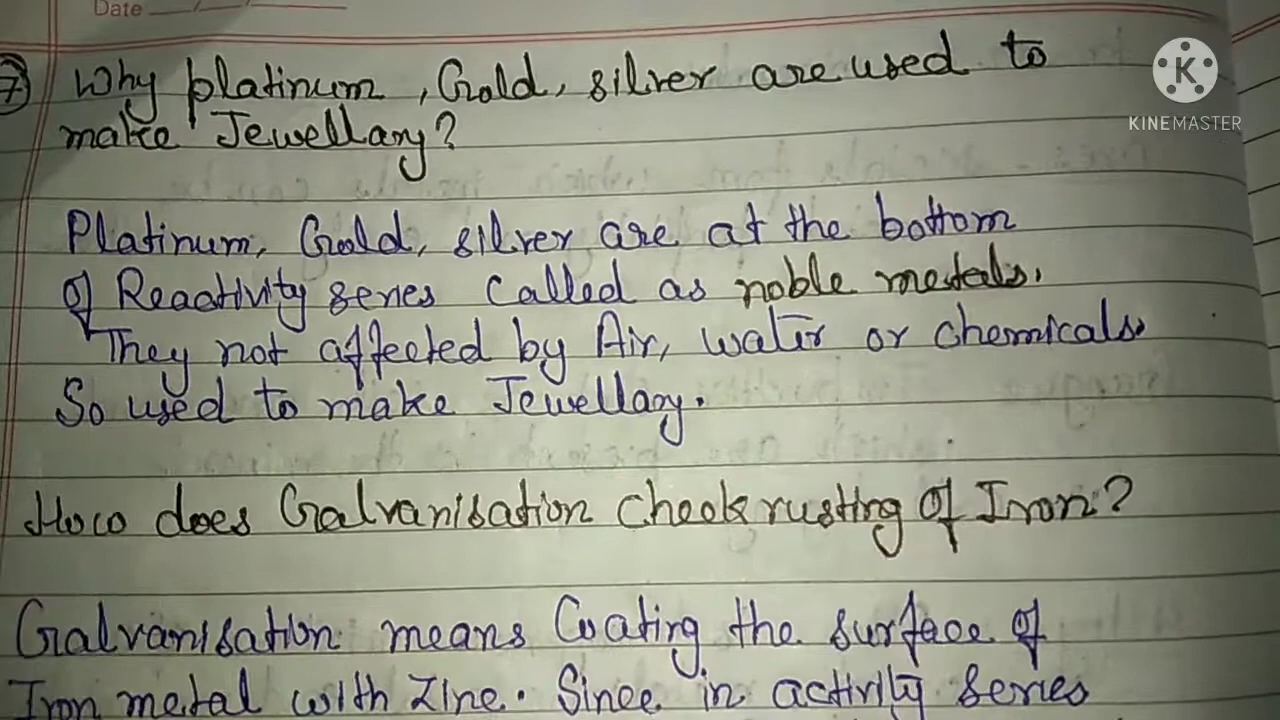 Date
7 Why platinum, Gold, silver are used to
K
KINEMASTER
make Jewellary?
Platinum, Gold, silver are at the bottom
of Reactivity series called as noble metals.
They not affected by Air, water or chemicals.
So used to make Jewellary.
How does Galvanisation check rusting of Iron?
Galvanisation means Coating the surface of
Iron metal with Zinc. Since in activity series